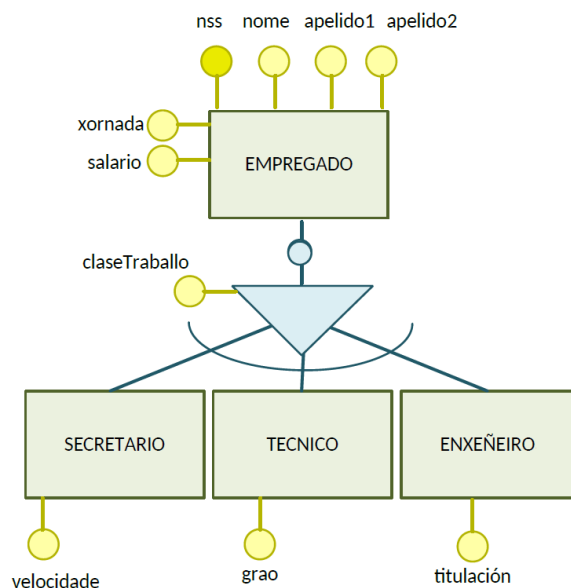 nss nome apelido1 apelido2
xornada
salario
EMPREGADO
claseTraballo
SECRETARIO TECNICO ENXEÑEIRO
velocidade grao titulación